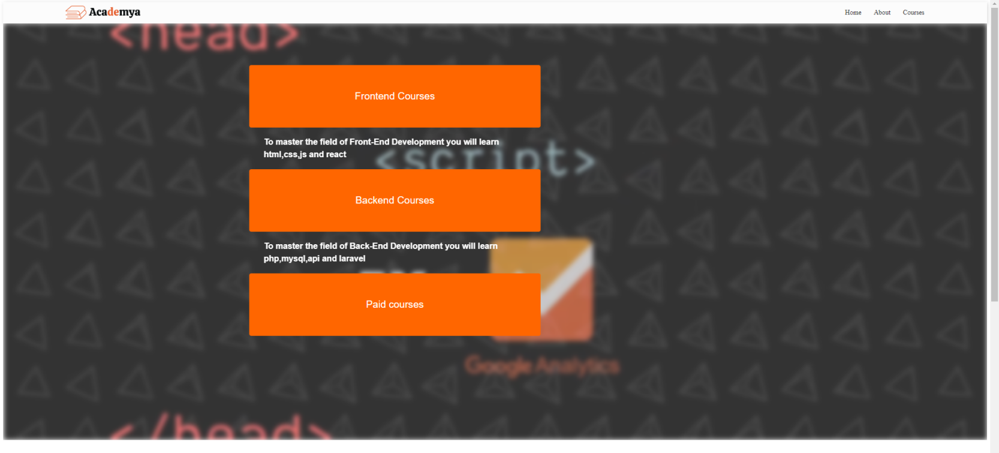 Academya
Home About Courses
<head>
Frontend Courses
To master the field of Front-End Development you will learn
html,css,js and react
<script>
Backend Courses
To master the field of Back-End Development you will learn
php,mysql,api and laravel
Paid courses
Google Analytics
</head>